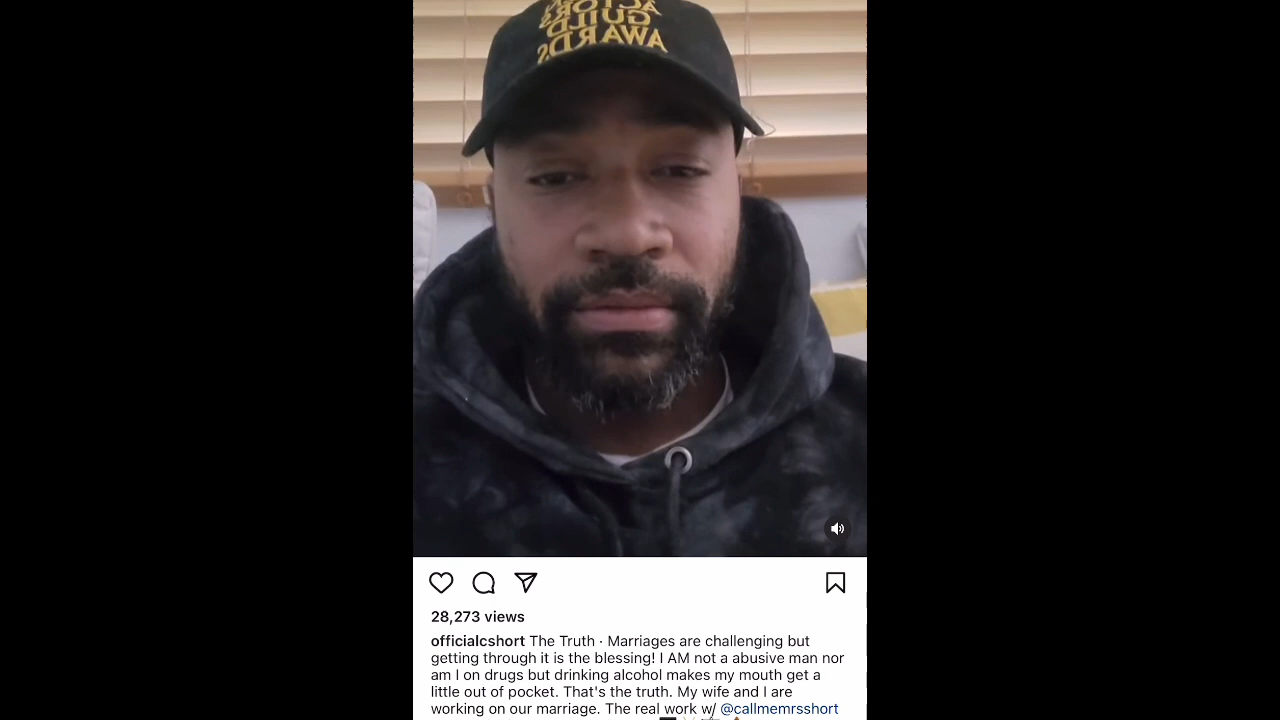 ACTORS
GUILD
AWARDS
28,273 views
officialcshort The Truth · Marriages are challenging but
getting through it is the blessing! I AM not a abusive man nor
am I on drugs but drinking alcohol makes my mouth get a
little out of pocket. That's the truth. My wife and I are
working on our marriage. The real work w/ @callmemrsshort